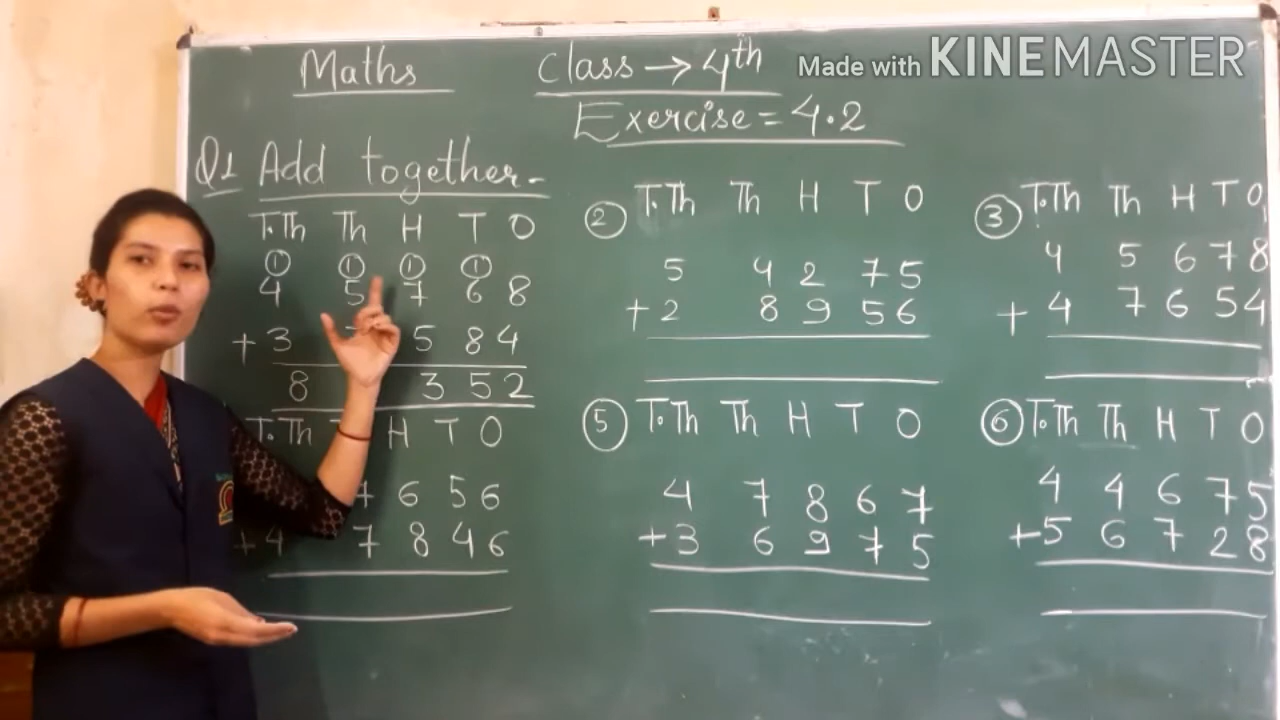 Maths Class → 4th
Made with KINEMASTER
Exercise = 4.2
Q1 Add together -
T.Th Th H T O
① ① ① ①
4 5 7 6 8
+ 3 5 8 4
8 3 5 2
② T.Th Th H T O
5 4 2 7 5
+ 2 8 9 5 6
③ T.Th Th H T O
4 5 6 7 8
+ 4 7 6 5 4
T.Th H T O
7 6 5 6
+ 4 7 8 4 6
⑤ T.Th Th H T O
4 7 8 6 7
+ 3 6 9 7 5
⑥ T.Th Th H T O
4 4 6 7 5
+ 5 6 7 2 8